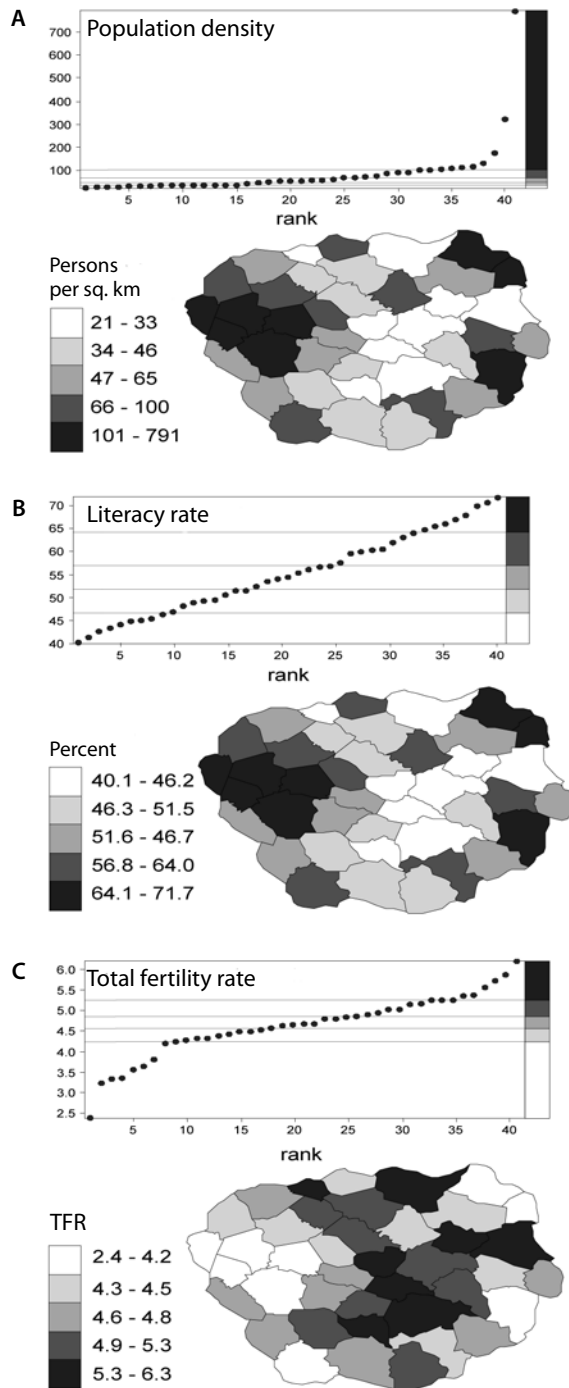 A
Population density
700
600
500
400
300
200
100
5 10 15 20 25 30 35 40
rank
Persons
per sq. km
21 - 33
34 - 46
47 - 65
66 - 100
101 - 791
B
Literacy rate
70
65
60
55
50
45
40
5 10 15 20 25 30 35 40
rank
Percent
40.1 - 46.2
46.3 - 51.5
51.6 - 46.7
56.8 - 64.0
64.1 - 71.7
C
Total fertility rate
6.0
5.5
5.0
4.5
4.0
3.5
3.0
2.5
5 10 15 20 25 30 35 40
rank
TFR
2.4 - 4.2
4.3 - 4.5
4.6 - 4.8
4.9 - 5.3
5.3 - 6.3